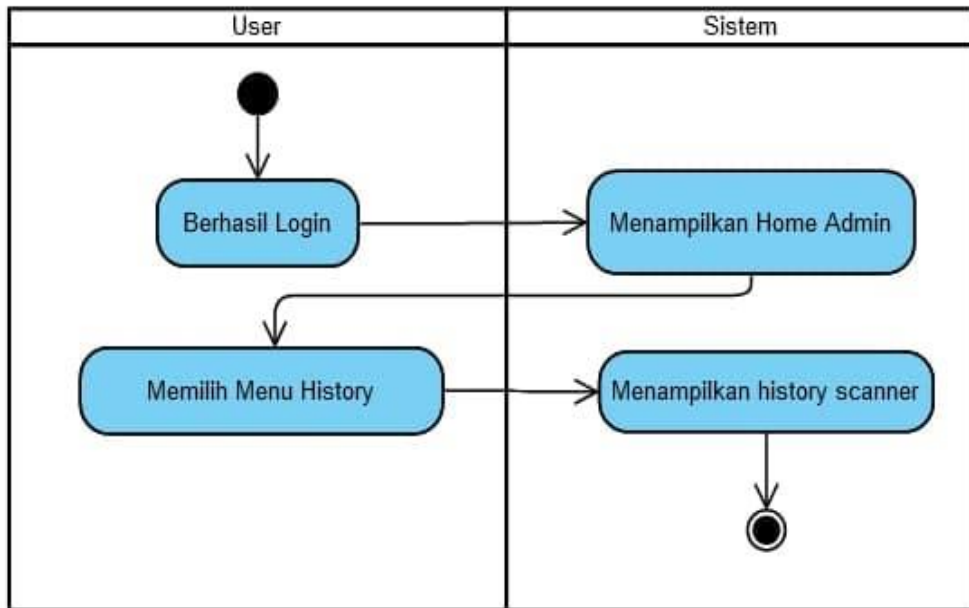 User
Sistem
Berhasil Login
Menampilkan Home Admin
Memilih Menu History
Menampilkan history scanner